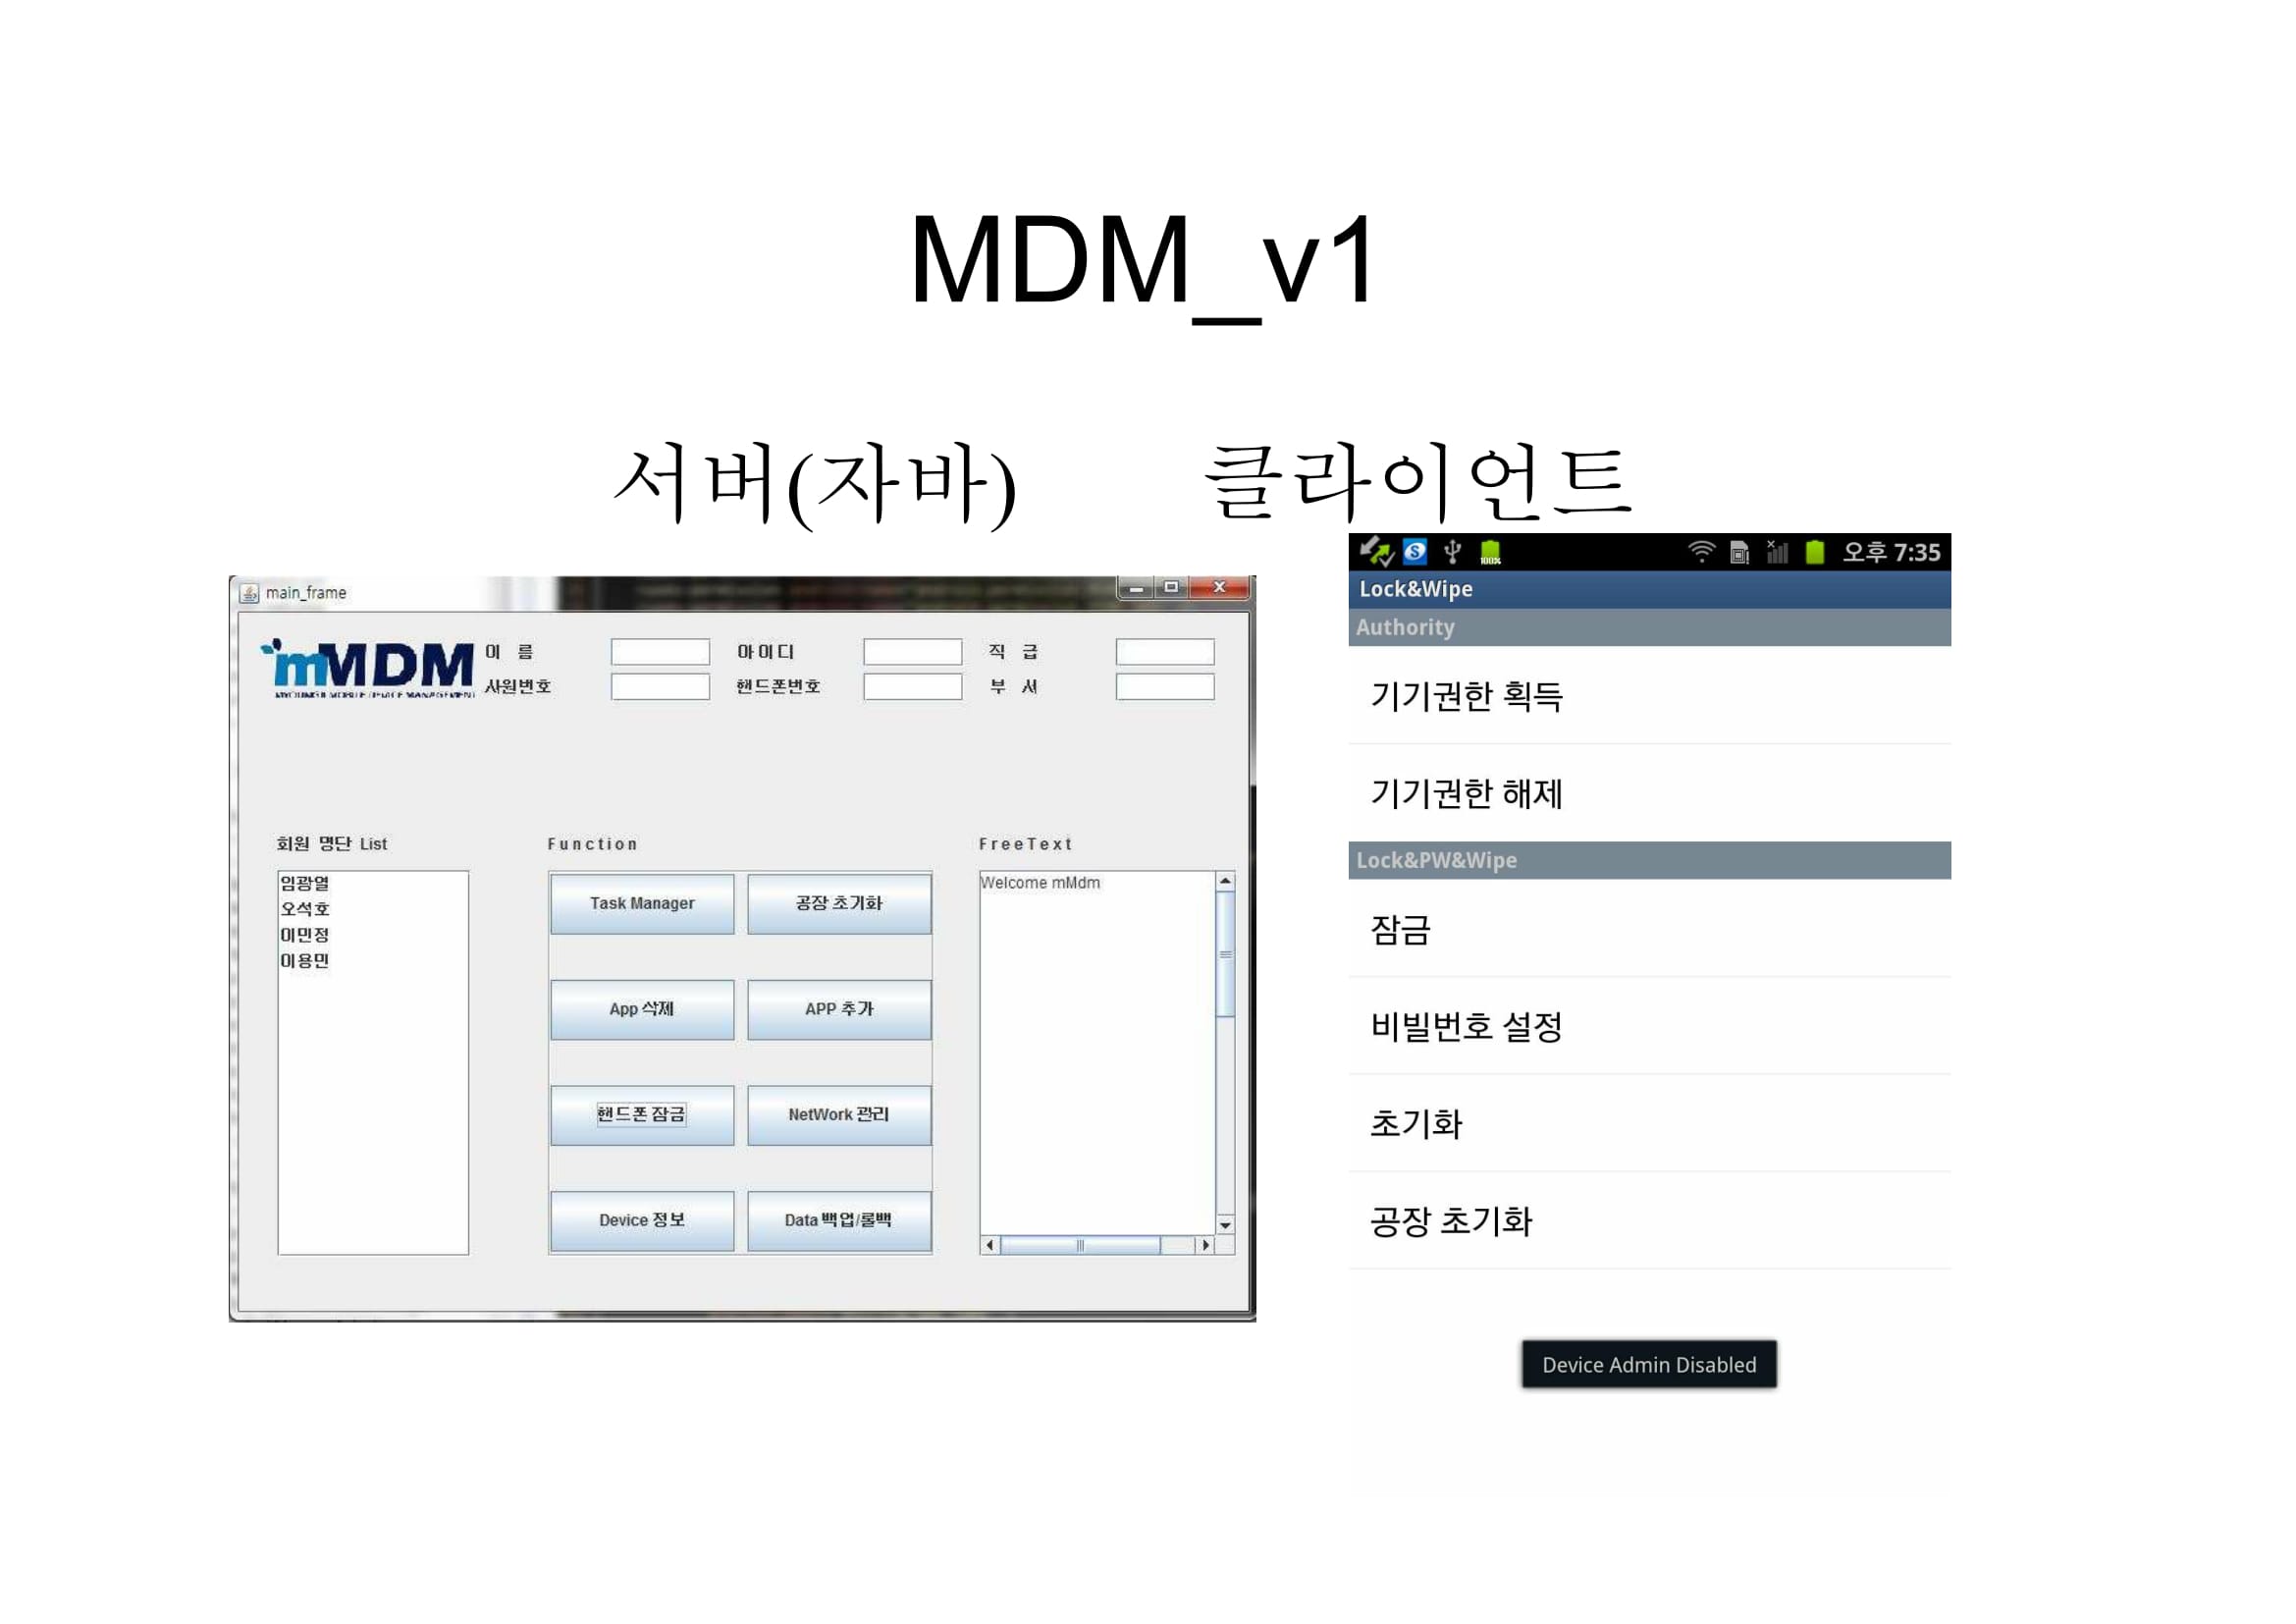 MDM_v1
서버(자바) 클라이언트
main_frame
mMDM
이 름 아이디 직 급
사원번호 핸드폰번호 부 서
회원 명단 List Function FreeText
임광열
오석호
이민정
이용민
Task Manager 공장 초기화
App 삭제 APP 추가
핸드폰 잠금 NetWork 관리
Device 정보 Data 백업/롤백
Welcome mMdm
100%
오후 7:35
Lock&Wipe
Authority
기기권한 획득
기기권한 해제
Lock&PW&Wipe
잠금
비빌번호 설정
초기화
공장 초기화
Device Admin Disabled